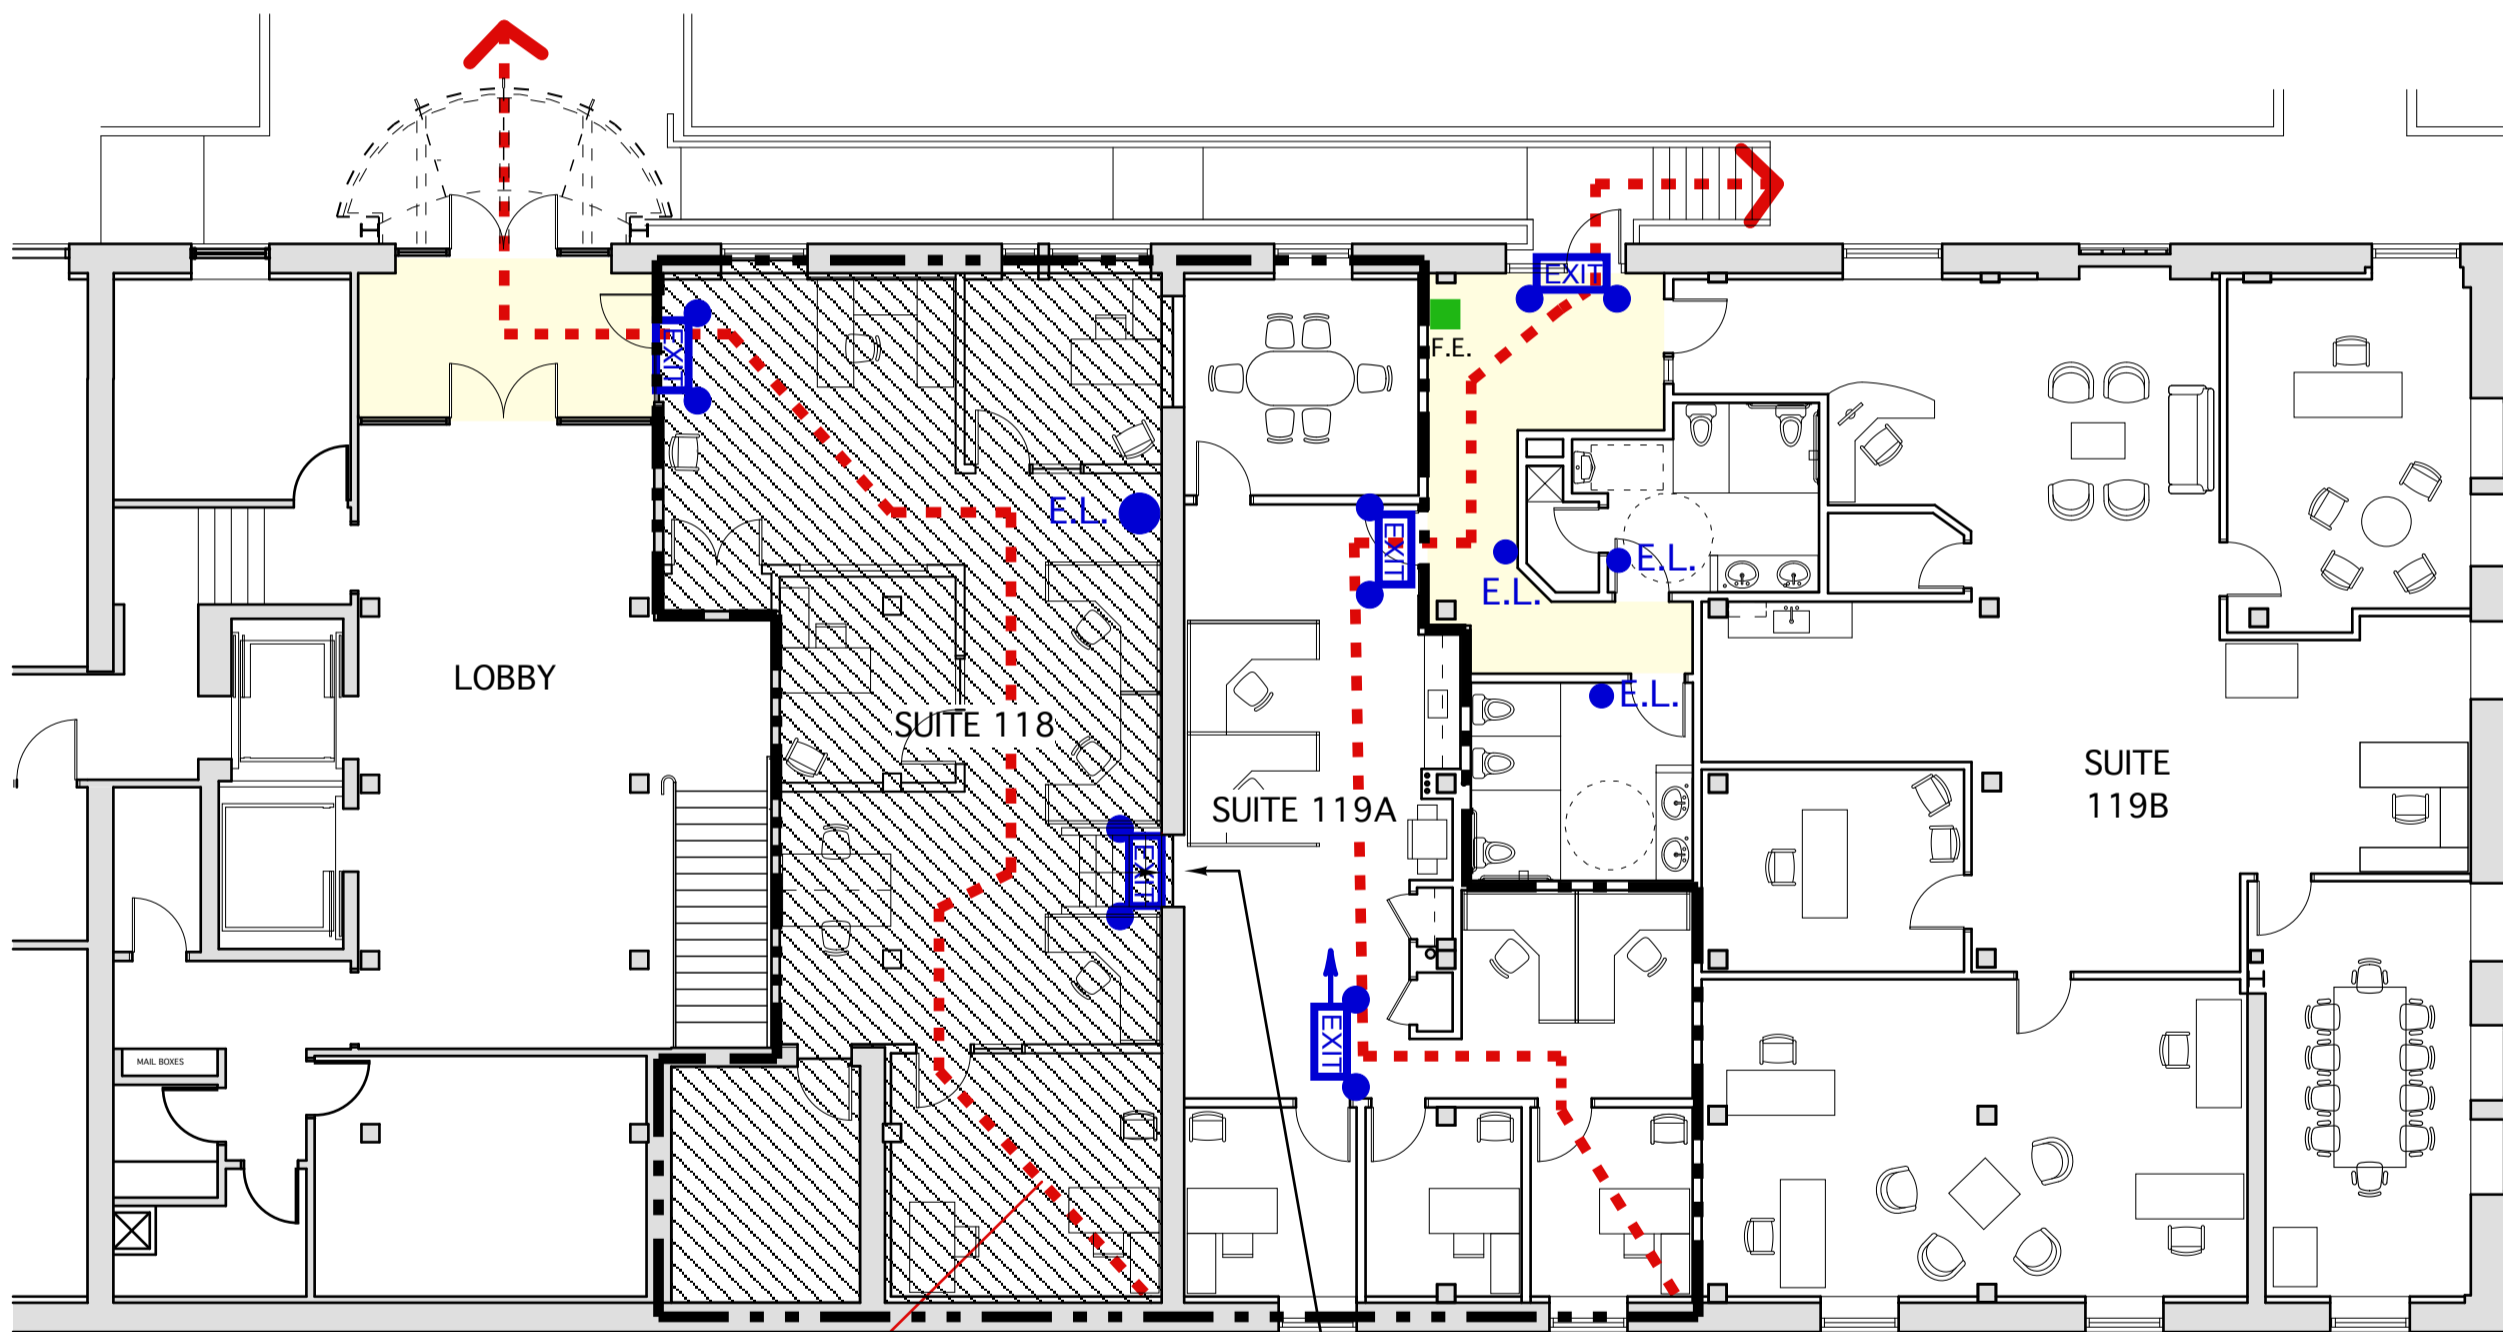 EXIT
EXIT
F.E.
E.L.
EXIT
E.L.
E.L.
LOBBY
E.L.
SUITE 118
SUITE
119B
SUITE 119A
EXIT
EXIT
MAIL BOXES